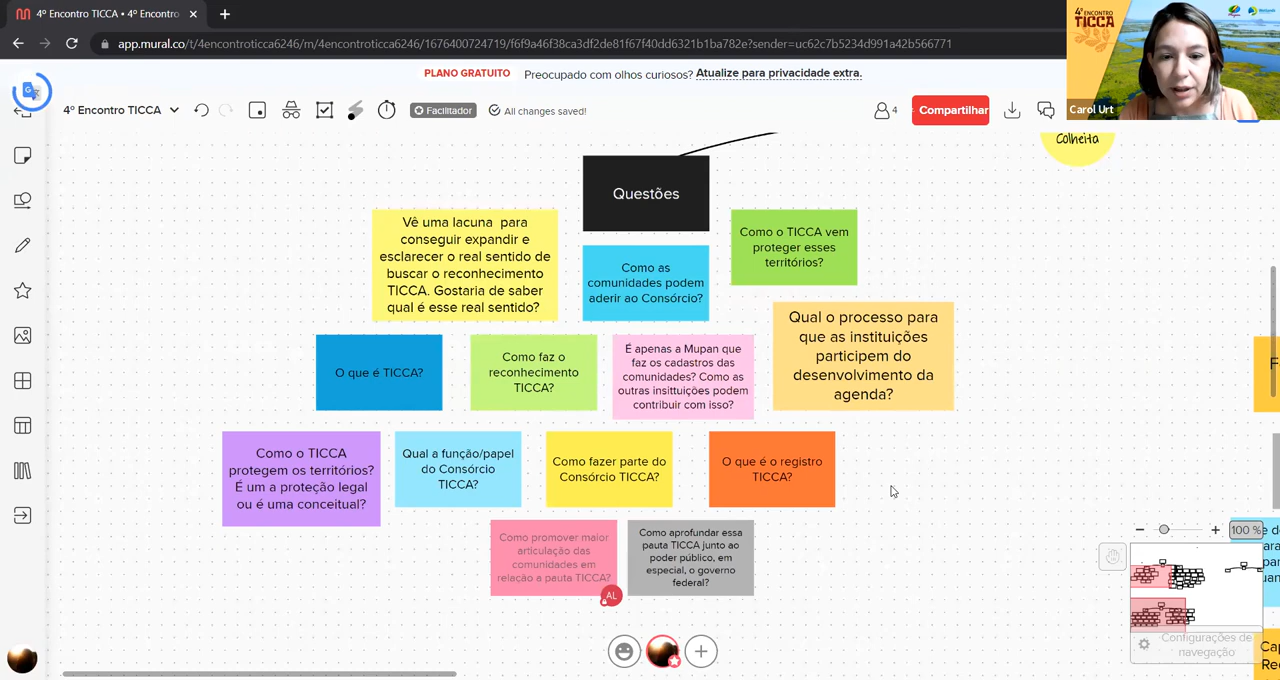 4º Encontro TICCA • 4º Encontro
app.mural.co/t/4encontroticca6246/m/4encontroticca6246/1676400724719/f6f9a46f38ca3df2de81f67f40dd6321b1ba782e?sender=uc62c7b5234d991a42b566771
PLANO GRATUITO Preocupado com olhos curiosos? Atualize para privacidade extra.
4º Encontro TICCA
Facilitador
All changes saved!
4
Compartilhar
4º ENCONTRO
TICCA
Carol Urt
Colheita
Questões
Vê uma lacuna para
conseguir expandir e
esclarecer o real sentido de
buscar o reconhecimento
TICCA. Gostaria de saber
qual é esse real sentido?
Como as
comunidades podem
aderir ao Consórcio?
Como o TICCA vem
proteger esses
territórios?
Qual o processo para
que as instituições
participem do
desenvolvimento da
agenda?
O que é TICCA?
Como faz o
reconhecimento
TICCA?
É apenas a Mupan que
faz os cadastros das
comunidades? Como as
outras insittuições podem
contribuir com isso?
Como o TICCA
protegem os territórios?
É um a proteção legal
ou é uma conceitual?
Qual a função/papel
do Consórcio
TICCA?
Como fazer parte do
Consórcio TICCA?
O que é o registro
TICCA?
Como promover maior
articulação das
comunidades em
relação a pauta TICCA?
AL
Como aprofundar essa
pauta TICCA junto ao
poder público, em
especial, o governo
federal?
100 %
Configurações de
navegação